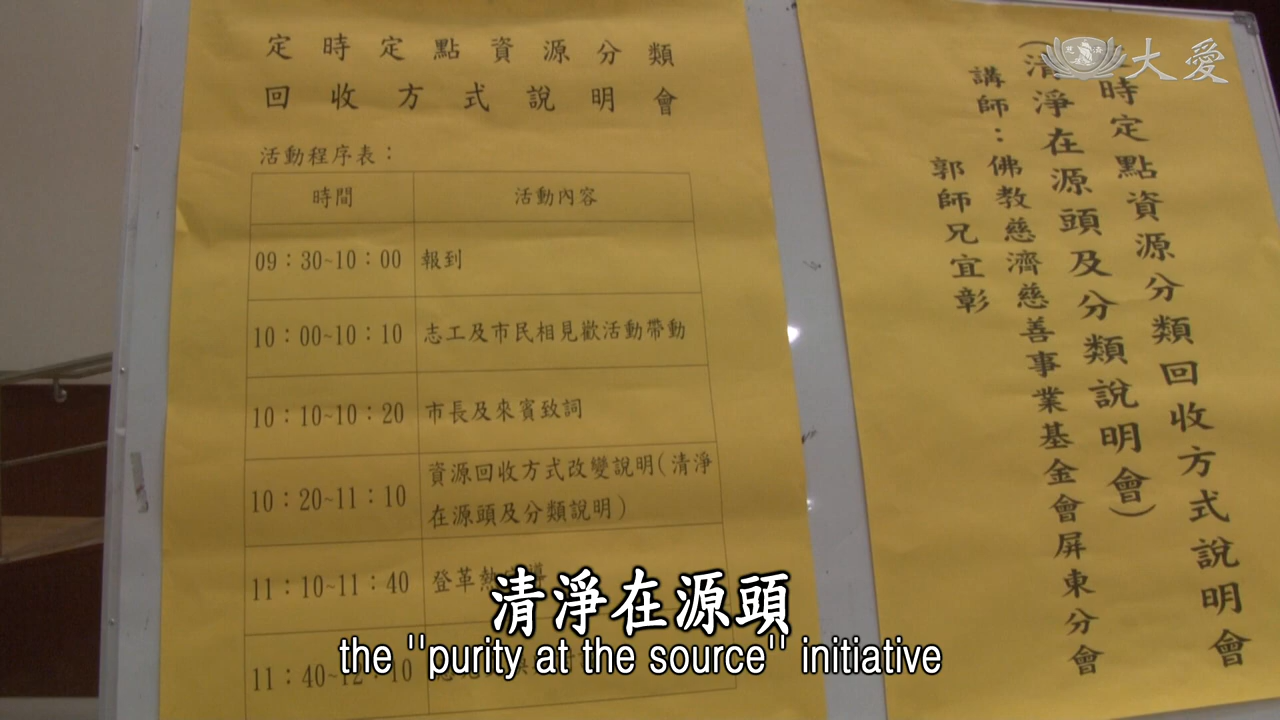 定時定點資源分類
回收方式說明會
活動程序表：
時間 活動內容
09：30~10：00 報到
10：00~10：10 志工及市民相見歡活動帶動
10：10~10：20 市長及來賓致詞
10：20~11：10 資源回收方式改變說明(清淨
在源頭及分類說明)
11：10~11：40 登革熱
11：40~12：10
時定點資源分類回收方式說明會
(清淨在源頭及分類說明會)
講師：佛教慈濟慈善事業基金會屏東分會
郭師兄宜彰
大愛
清淨在源頭
the "purity at the source" initiative